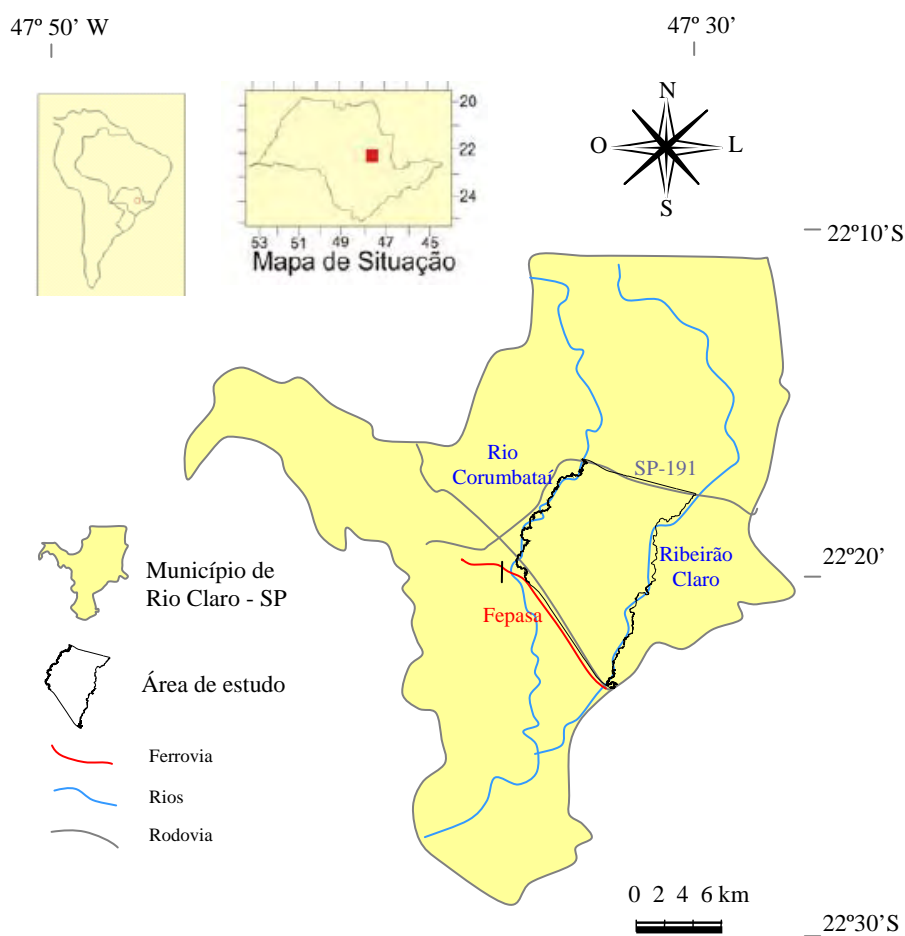 47º 50’ W
47º 30’
20
22
24
53 51 49 47 45
Mapa de Situação
N
O
L
S
22º10’S
Rio
Corumbataí
SP-191
Ribeirão
Claro
22º20’
Fepasa
Município de
Rio Claro - SP
Área de estudo
Ferrovia
Rios
Rodovia
0 2 4 6 km
22º30’S